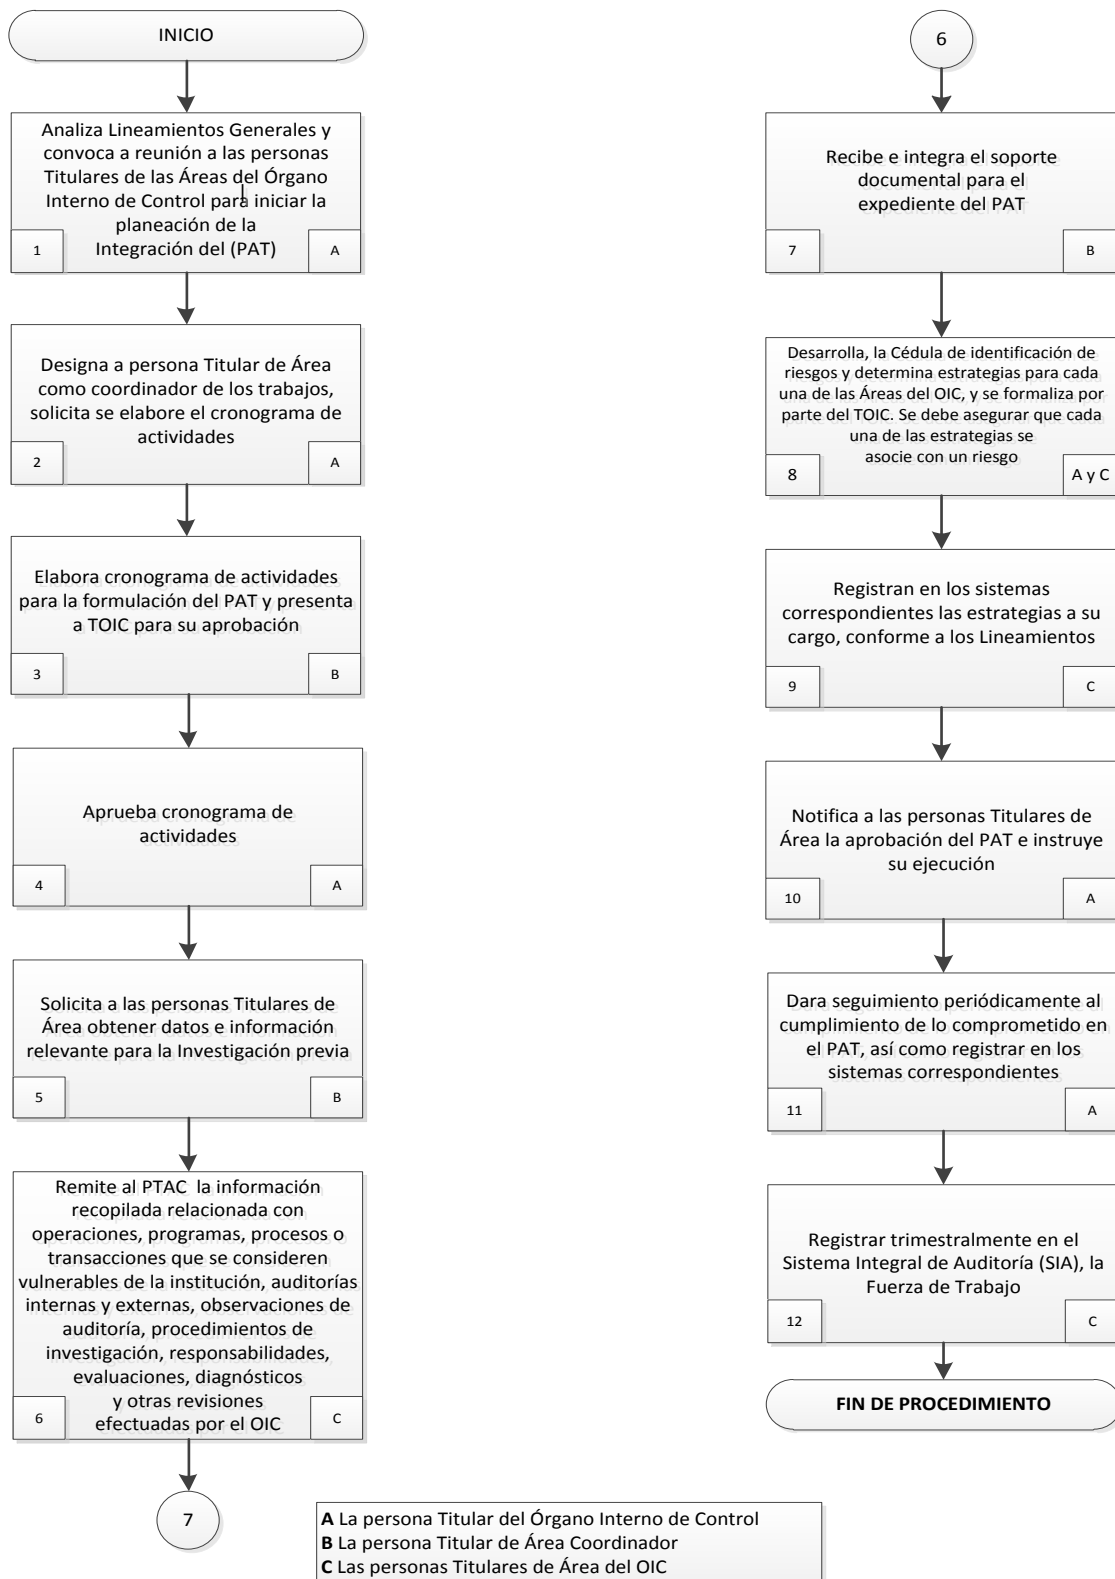 INICIO
Analiza Lineamientos Generales y
convoca a reunión a las personas
Titulares de las Áreas del Órgano
Interno de Control para iniciar la
planeación de la
Integración del (PAT)
1
A
Designa a persona Titular de Área
como coordinador de los trabajos,
solicita se elabore el cronograma de
actividades
2
A
Elabora cronograma de actividades
para la formulación del PAT y presenta
a TOIC para su aprobación
3
B
Aprueba cronograma de
actividades
4
A
Solicita a las personas Titulares de
Área obtener datos e información
relevante para la Investigación previa
5
B
Remite al PTAC la información
recopilada relacionada con
operaciones, programas, procesos o
transacciones que se consideren
vulnerables de la institución, auditorías
internas y externas, observaciones de
auditoría, procedimientos de
investigación, responsabilidades,
evaluaciones, diagnósticos
y otras revisiones
efectuadas por el OIC
6
C
7
6
Recibe e integra el soporte
documental para el
expediente del PAT
7
B
Desarrolla, la Cédula de identificación de
riesgos y determina estrategias para cada
una de las Áreas del OIC, y se formaliza por
parte del TOIC. Se debe asegurar que cada
una de las estrategias se
asocie con un riesgo
8
A y C
Registran en los sistemas
correspondientes las estrategias a su
cargo, conforme a los Lineamientos
9
C
Notifica a las personas Titulares de
Área la aprobación del PAT e instruye
su ejecución
10
A
Dara seguimiento periódicamente al
cumplimiento de lo comprometido en
el PAT, así como registrar en los
sistemas correspondientes
11
A
Registrar trimestralmente en el
Sistema Integral de Auditoría (SIA), la
Fuerza de Trabajo
12
C
FIN DE PROCEDIMIENTO
A La persona Titular del Órgano Interno de Control
B La persona Titular de Área Coordinador
C Las personas Titulares de Área del OIC